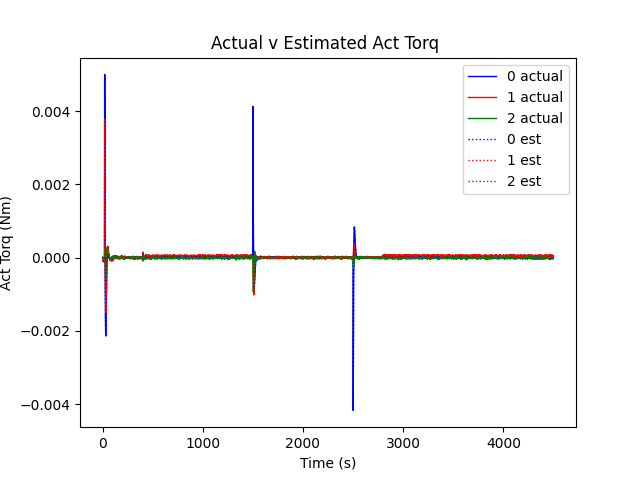 Actual v Estimated Act Torq
0 actual
1 actual
2 actual
0 est
1 est
2 est
0.004
0.002
0.000
−0.002
−0.004
Act Torq (Nm)
0
1000
2000
3000
4000
Time (s)